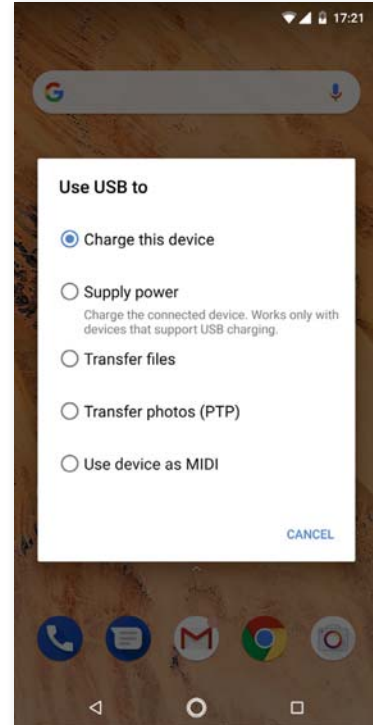 17:21
Use USB to
Charge this device
Supply power
Charge the connected device. Works only with
devices that support USB charging.
Transfer files
Transfer photos (PTP)
Use device as MIDI
CANCEL